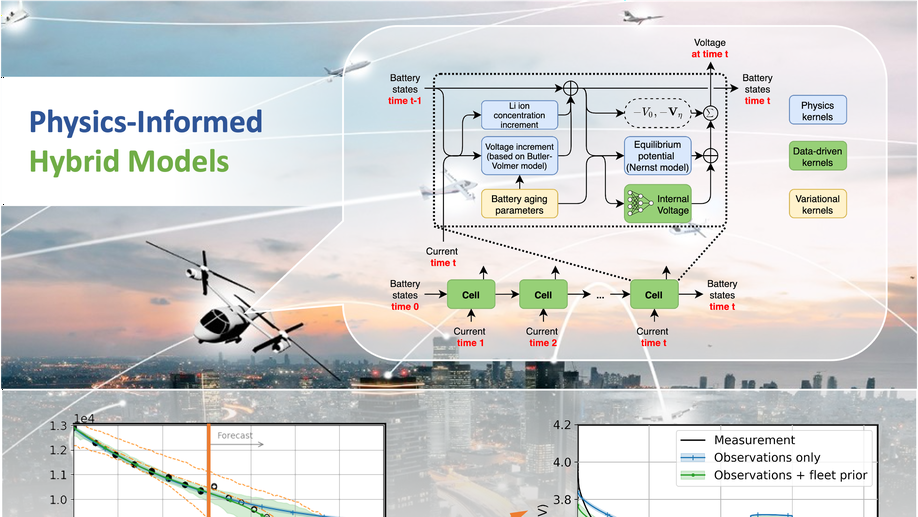 Physics-Informed
Hybrid Models
Voltage
at time t
Battery
states
time t-1
Battery
states
time t
Li ion
concentration
increment
−V₀, −V_η
Σ
Voltage increment
(based on Butler-
Volmer model)
Equilibrium
potential
(Nernst model)
Battery aging
parameters
Internal
Voltage
Physics
kernels
Data-driven
kernels
Variational
kernels
Current
time t
Battery
states
time 0
Cell
Cell
...
Cell
Battery
states
time t
Current
time 1
Current
time 2
Current
time t
1e4
1.3
1.2
1.1
1.0
Forecast
4.2
4.0
3.8
Measurement
Observations only
Observations + fleet prior